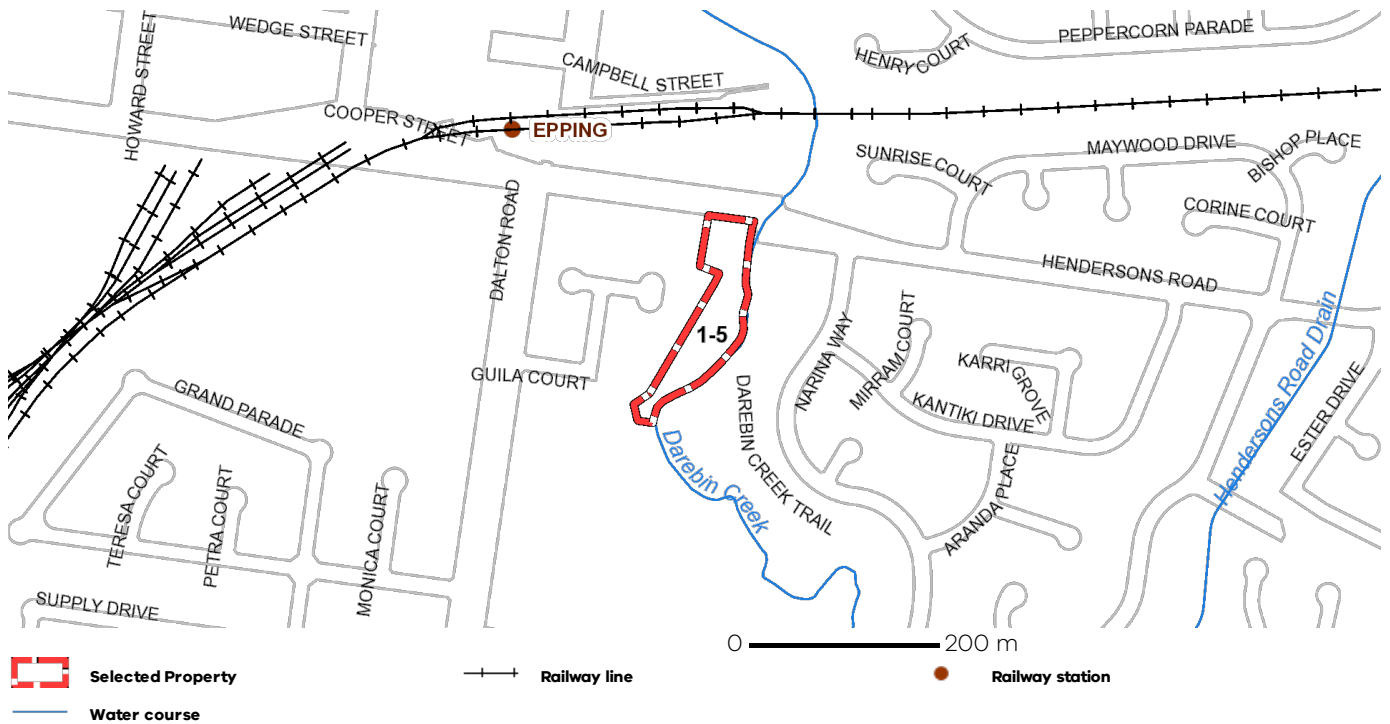 WEDGE STREET
HOWARD STREET
CAMPBELL STREET
HENRY COURT
PEPPERCORN PARADE
COOPER STREET
EPPING
SUNRISE COURT
MAYWOOD DRIVE
BISHOP PLACE
CORINE COURT
DALTON ROAD
HENDERSONS ROAD
1-5
GUILA COURT
NARINA WAY
MIRRAM COURT
KARRI GROVE
KANTIKI DRIVE
Hendersons Road Drain
ESTER DRIVE
GRAND PARADE
DAREBIN CREEK TRAIL
Darebin Creek
ARANDA PLACE
TERESA COURT
PETRA COURT
MONICA COURT
SUPPLY DRIVE
0 200 m
Selected Property
Railway line
Railway station
Water course